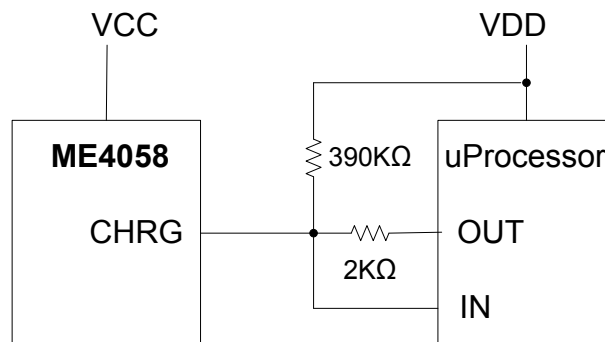 VCC
VDD
ME4058
390KΩ
uProcessor
CHRG
OUT
2KΩ
IN